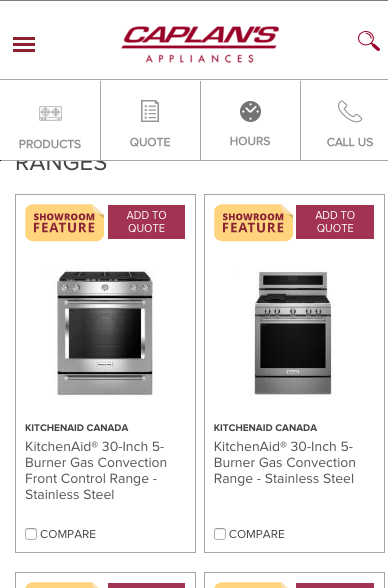 CAPLAN'S
APPLIANCES
PRODUCTS
QUOTE
HOURS
CALL US
RANGES
SHOWROOM
FEATURE
ADD TO
QUOTE
KITCHENAID CANADA
KitchenAid® 30-Inch 5-
Burner Gas Convection
Front Control Range -
Stainless Steel
COMPARE
SHOWROOM
FEATURE
ADD TO
QUOTE
KITCHENAID CANADA
KitchenAid® 30-Inch 5-
Burner Gas Convection
Range - Stainless Steel
COMPARE